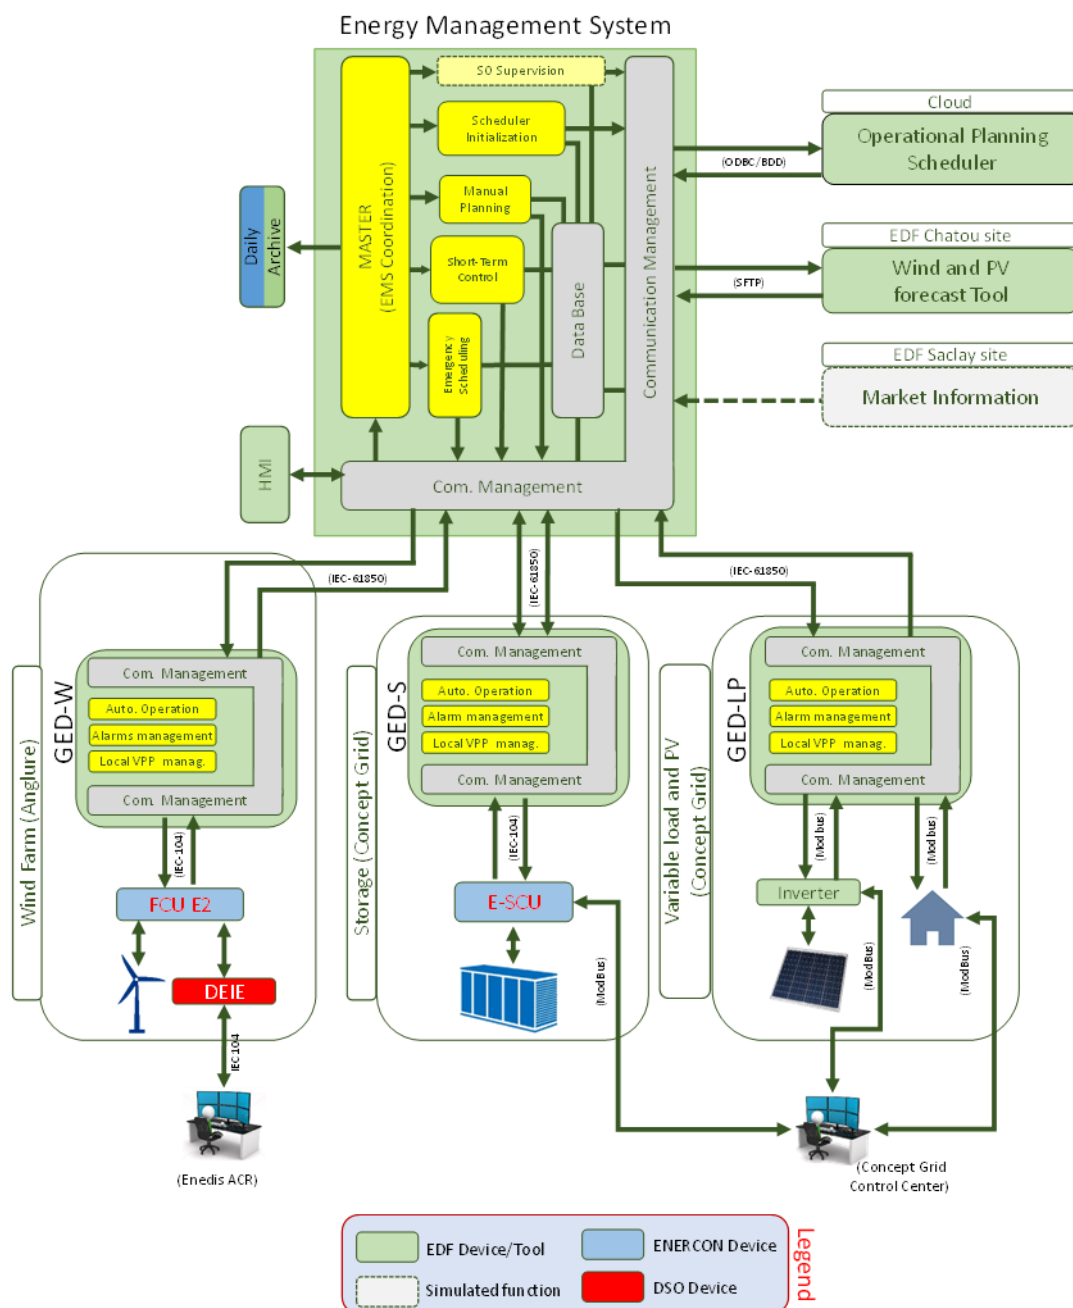 Energy Management System
SO Supervision
Scheduler
Initialization
Manual
Planning
Short-Term
Control
Emergency
Scheduling
MASTER
(EMS Coordination)
Data Base
Communication Management
Com. Management
Daily
Archive
HMI
Cloud
Operational Planning
Scheduler
(ODBC/BDD)
EDF Chatou site
Wind and PV
forecast Tool
(SFTP)
EDF Saclay site
Market Information
(IEC-61850)
(IEC-61850)
(IEC-61850)
Wind Farm (Anglure)
GED-W
Com. Management
Auto. Operation
Alarms management
Local VPP manag.
Com. Management
(IEC-104)
FCU E2
DEIE
IEC104
(Enedis ACR)
Storage (Concept Grid)
GED-S
Com. Management
Auto. Operation
Alarm management
Local VPP manag.
Com. Management
(IEC-104)
E-SCU
(ModBus)
Variable load and PV
(Concept Grid)
GED-LP
Com. Management
Auto. Operation
Alarm management
Local VPP manag.
Com. Management
(Modbus)
(Modbus)
Inverter
(ModBus)
(ModBus)
(Concept Grid
Control Center)
Legend
EDF Device/Tool
ENERCON Device
Simulated function
DSO Device